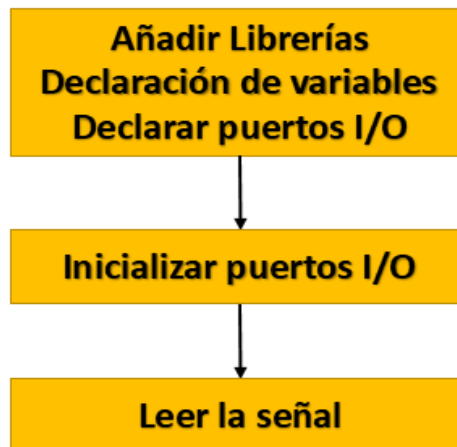 Añadir Librerías
Declaración de variables
Declarar puertos I/O
Inicializar puertos I/O
Leer la señal